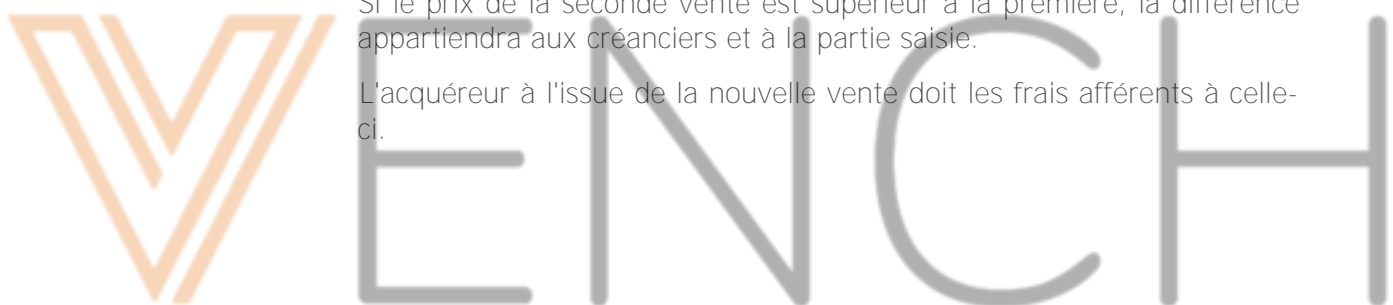 Si le prix de la seconde vente est supérieur à la première, la différence
appartiendra aux créanciers et à la partie saisie.
L'acquéreur à l'issue de la nouvelle vente doit les frais afférents à celle-
ci.
VENCH